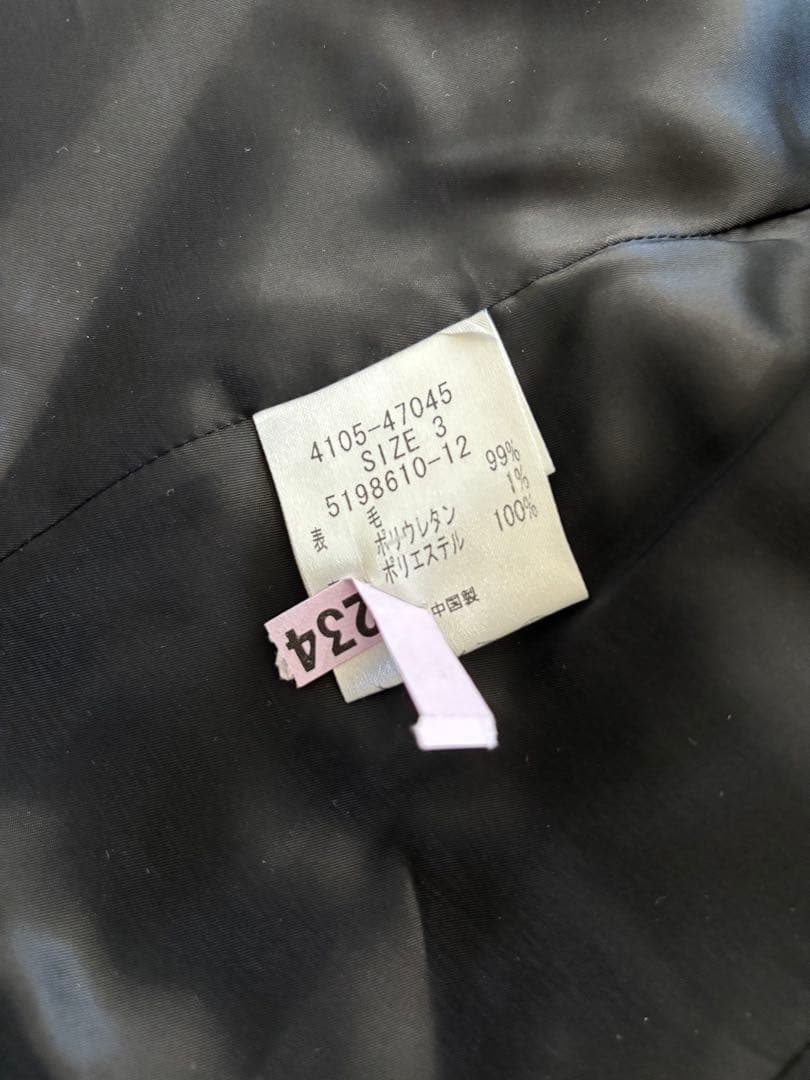 4105-47045
SIZE 3
5198610-12
表 毛 99%
ポリウレタン 1%
ポリエステル 100%
中国製
234